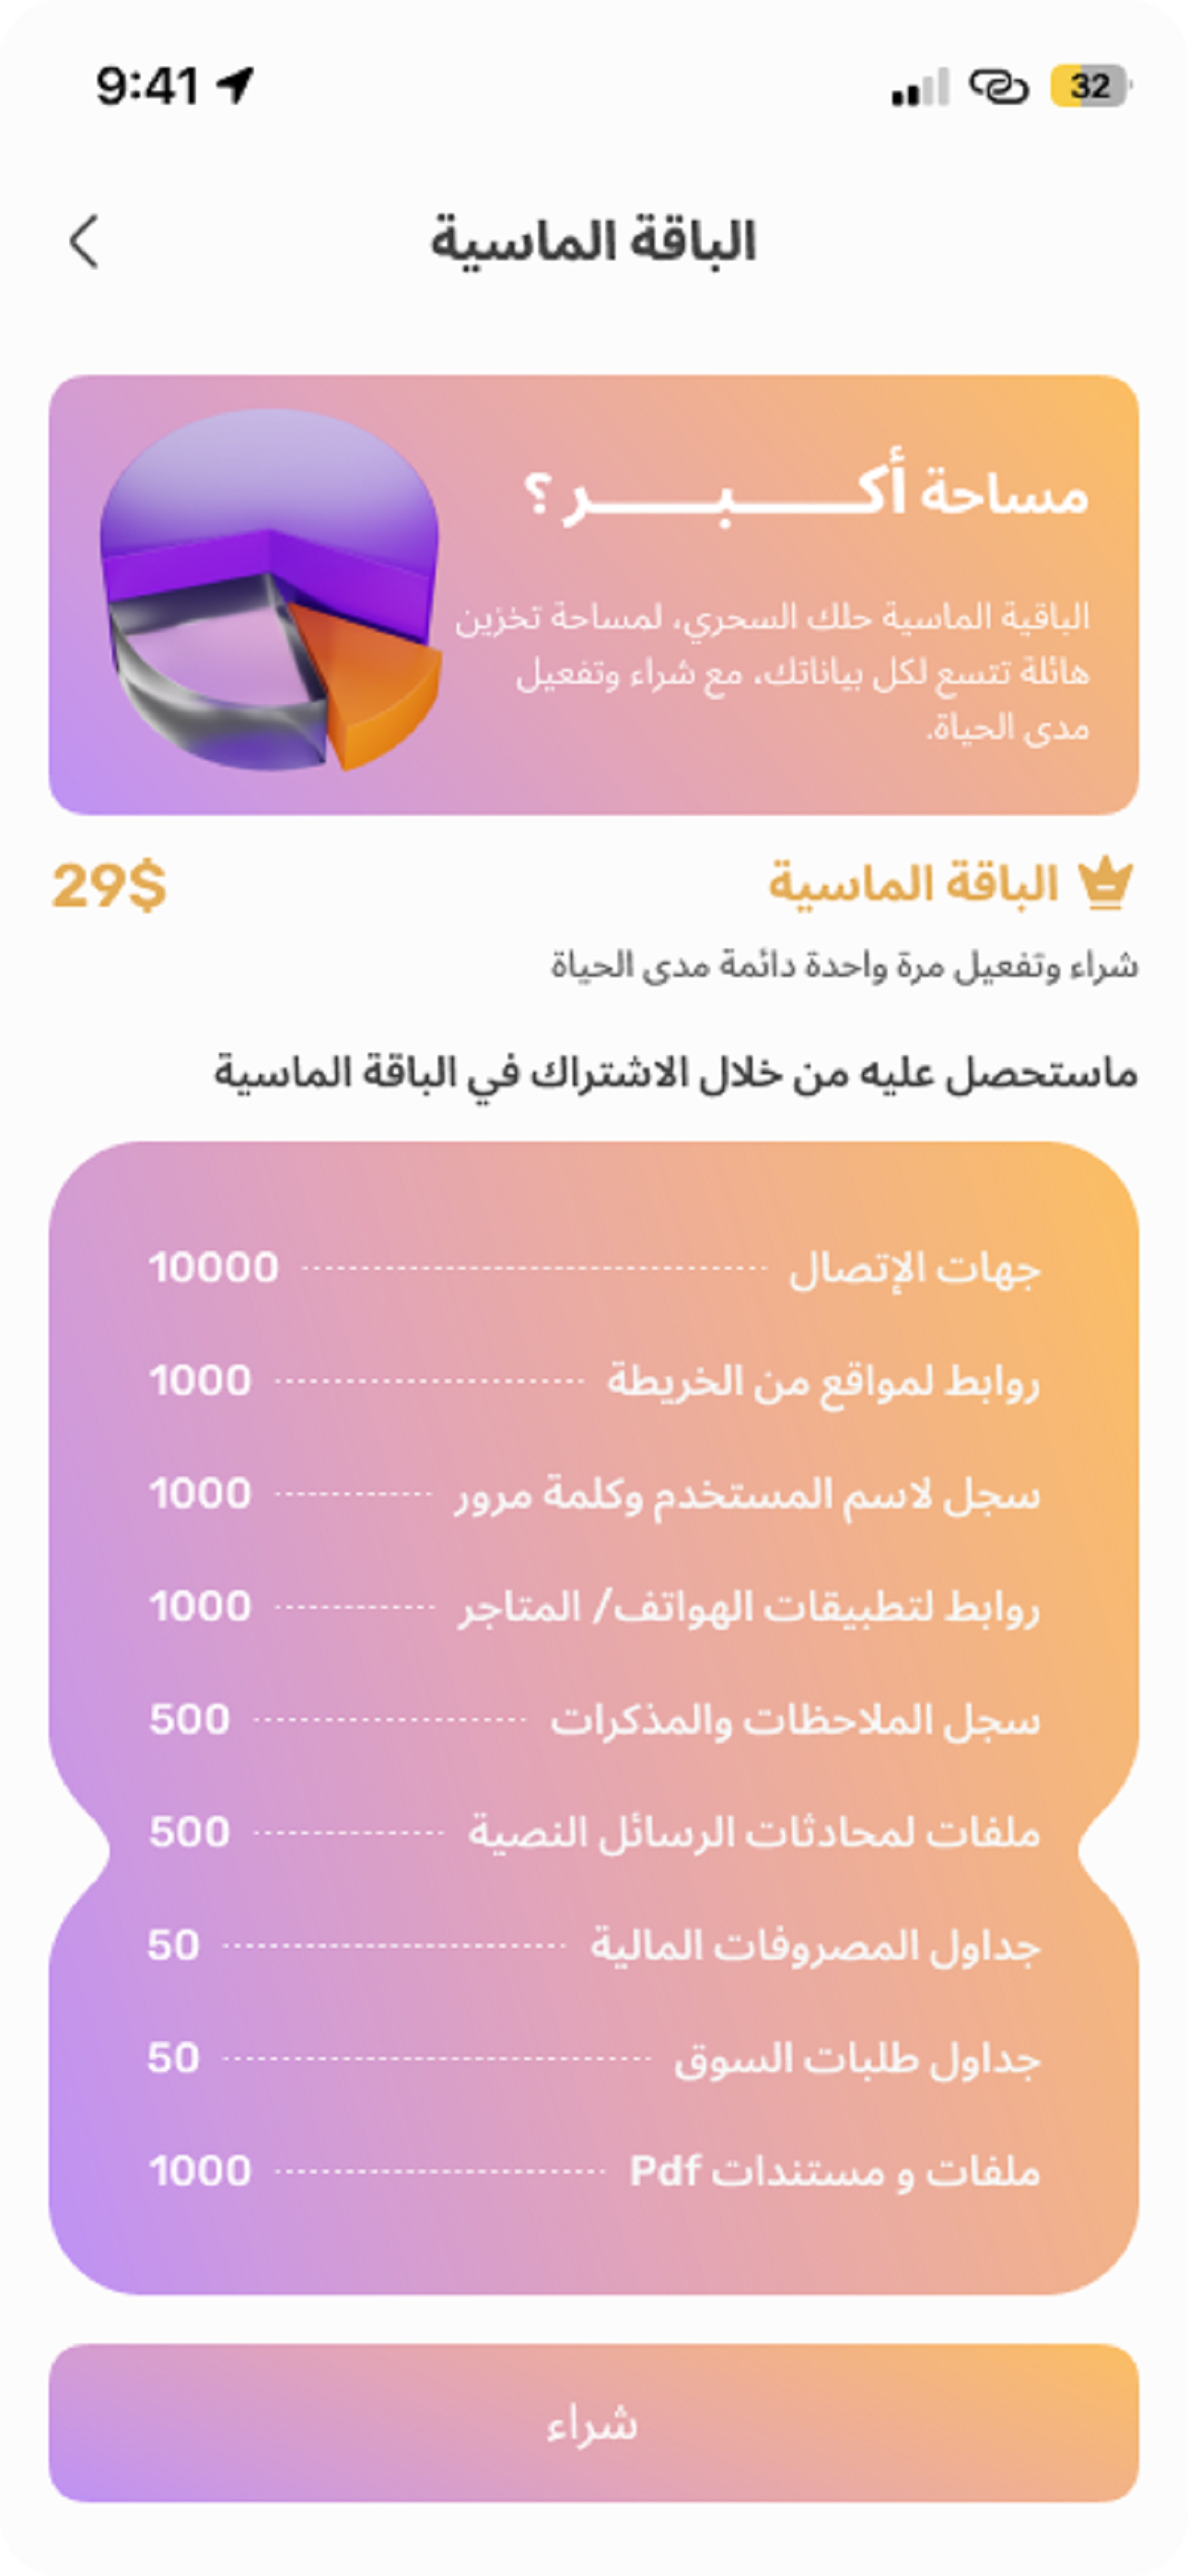 9:41
32
الباقة الماسية
مساحة أكـــبـــر ؟
الباقية الماسية حلك السحري، لمساحة تخزين
هائلة تتسع لكل بياناتك، مع شراء وتفعيل
مدى الحياة.
الباقة الماسية 29$
شراء وتفعيل مرة واحدة دائمة مدى الحياة
ماستحصل عليه من خلال الاشتراك في الباقة الماسية
جهات الإتصال 10000
روابط لمواقع من الخريطة 1000
سجل لاسم المستخدم وكلمة مرور 1000
روابط لتطبيقات الهواتف/ المتاجر 1000
سجل الملاحظات والمذكرات 500
ملفات لمحادثات الرسائل النصية 500
جداول المصروفات المالية 50
جداول طلبات السوق 50
ملفات و مستندات Pdf 1000
شراء